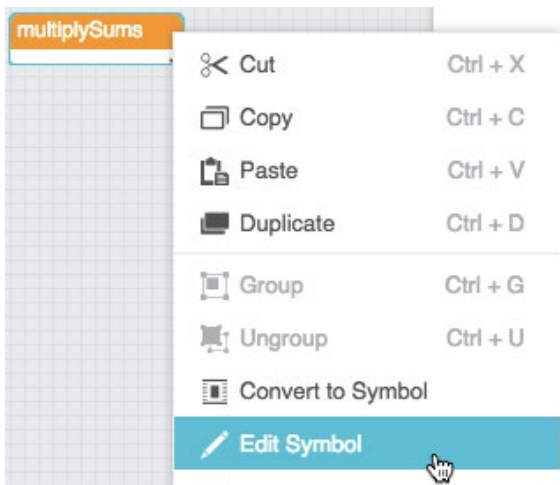 multiplySums
Cut Ctrl + X
Copy Ctrl + C
Paste Ctrl + V
Duplicate Ctrl + D
Group Ctrl + G
Ungroup Ctrl + U
Convert to Symbol
Edit Symbol